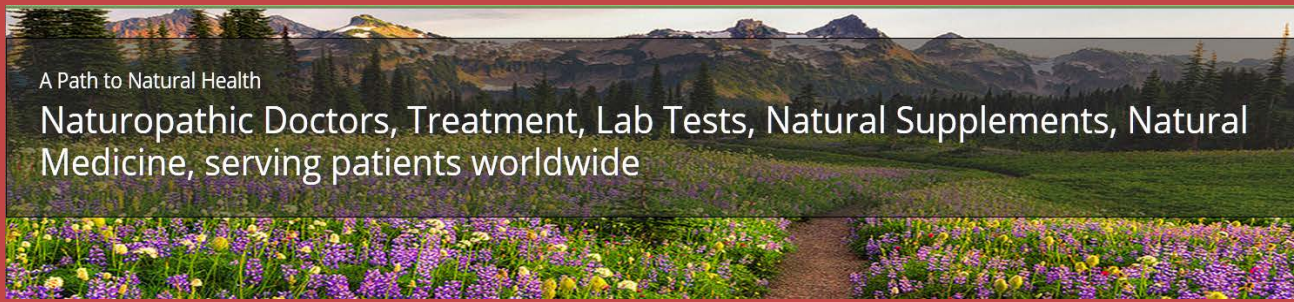 A Path to Natural Health
Naturopathic Doctors, Treatment, Lab Tests, Natural Supplements, Natural
Medicine, serving patients worldwide